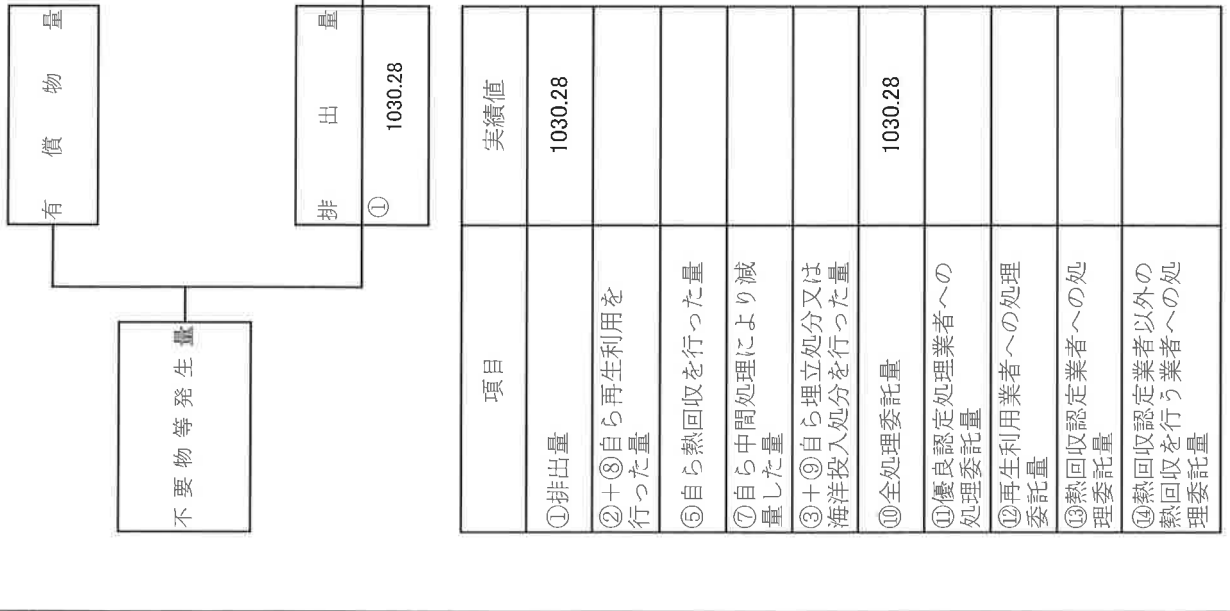 有償物量
不要物等発生量
排出量
①
1030.28
項目
実績値
①排出量
1030.28
②+⑧自ら再生利用を
行った量
⑤自ら熱回収を行った量
⑦自ら中間処理により減
量した量
③+⑨自ら埋立処分又は
海洋投入処分を行った量
⑩全処理委託量
1030.28
⑪優良認定処理業者への
処理委託量
⑫再生利用業者への処理
委託量
⑬熱回収認定業者への処
理委託量
⑭熱回収認定業者以外の
熱回収を行う業者への処
理委託量